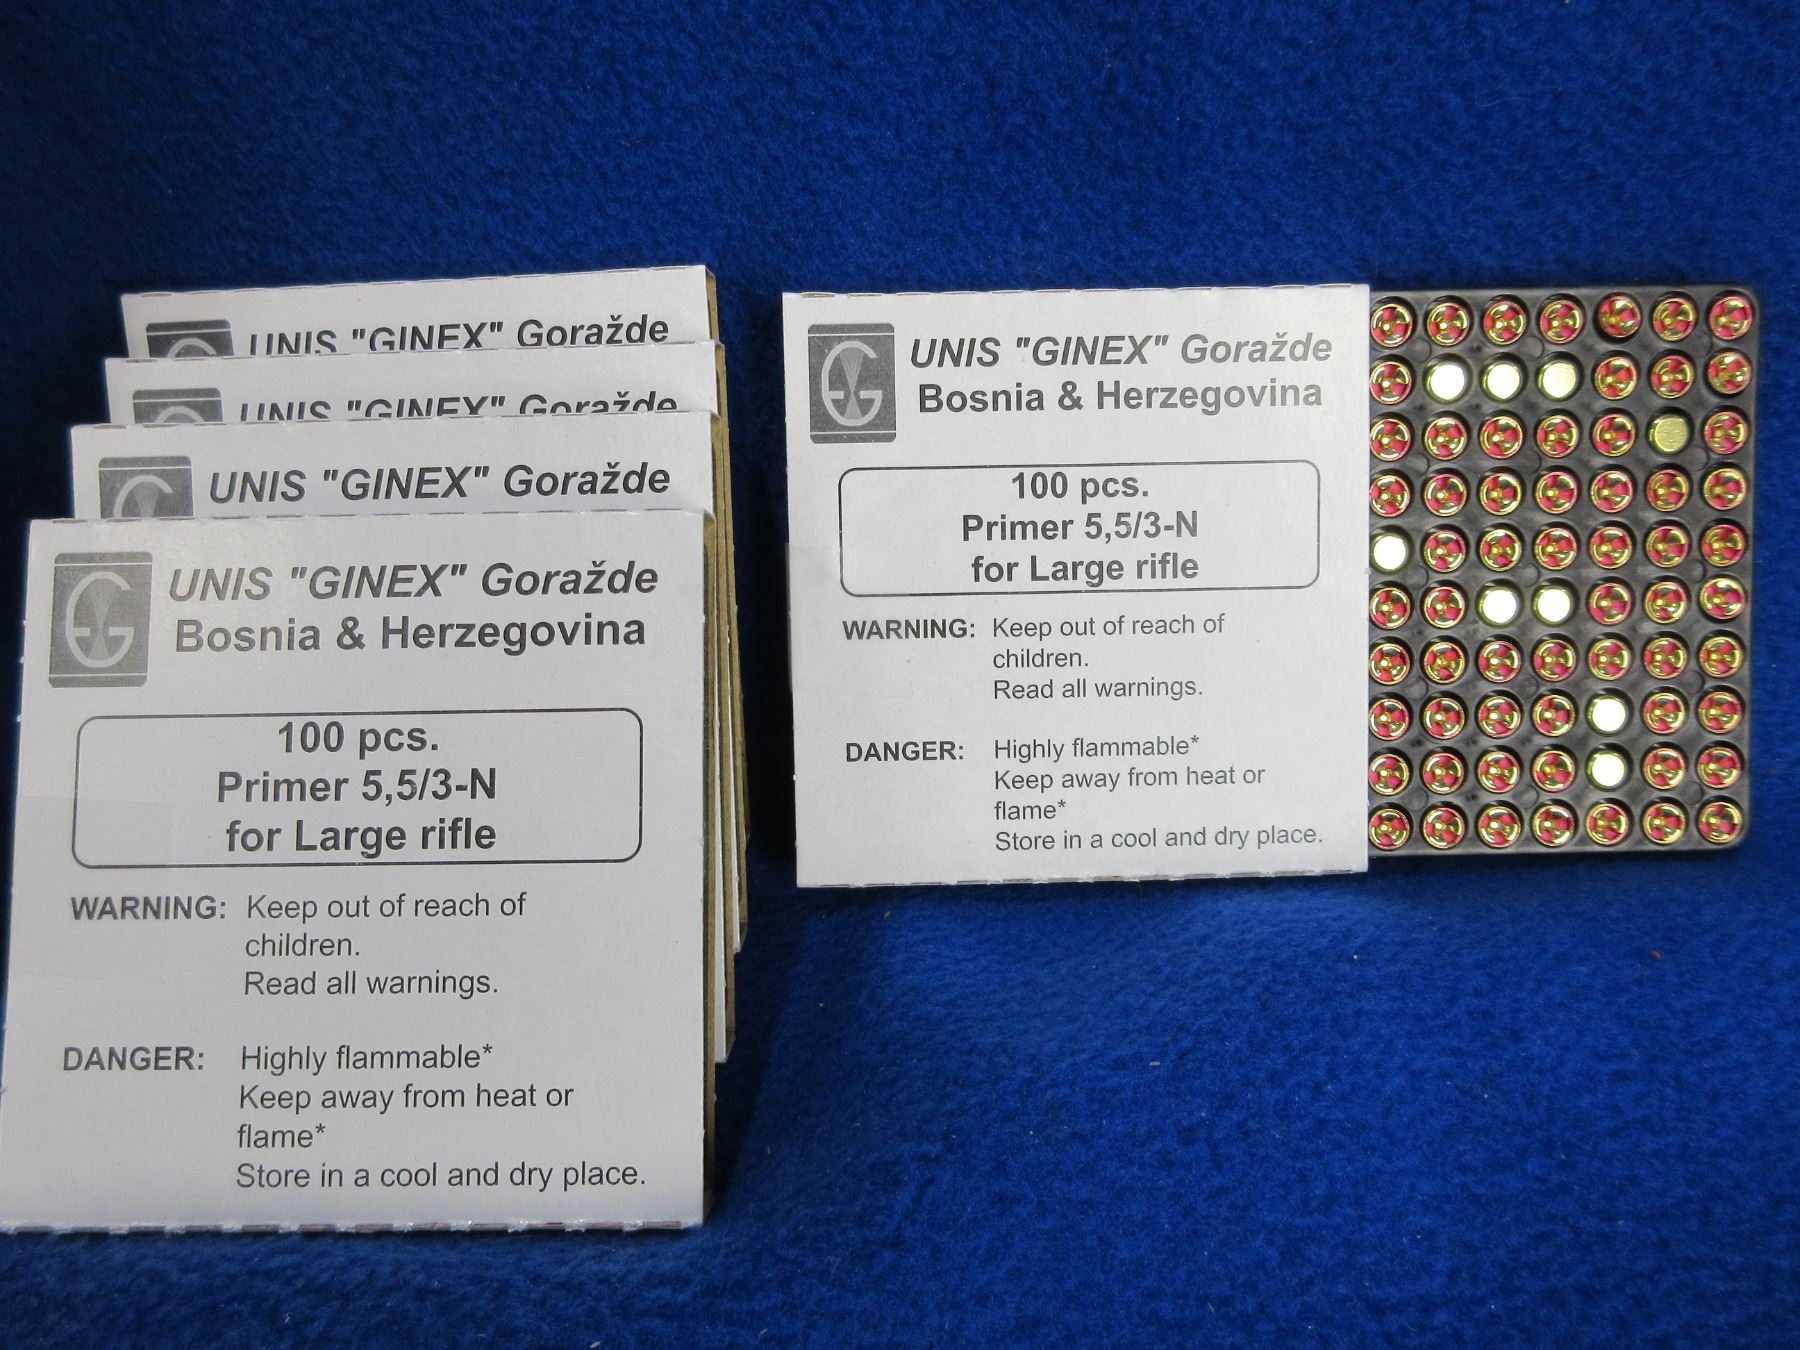 UNIS "GINEX" Goražde
UNIS "GINEX" Goražde
UNIS "GINEX" Goražde
UNIS "GINEX" Goražde
Bosnia & Herzegovina
100 pcs.
Primer 5,5/3-N
for Large rifle
WARNING: Keep out of reach of
children.
Read all warnings.
DANGER: Highly flammable*
Keep away from heat or
flame*
Store in a cool and dry place.
UNIS "GINEX" Goražde
Bosnia & Herzegovina
100 pcs.
Primer 5,5/3-N
for Large rifle
WARNING: Keep out of reach of
children.
Read all warnings.
DANGER: Highly flammable*
Keep away from heat or
flame*
Store in a cool and dry place.